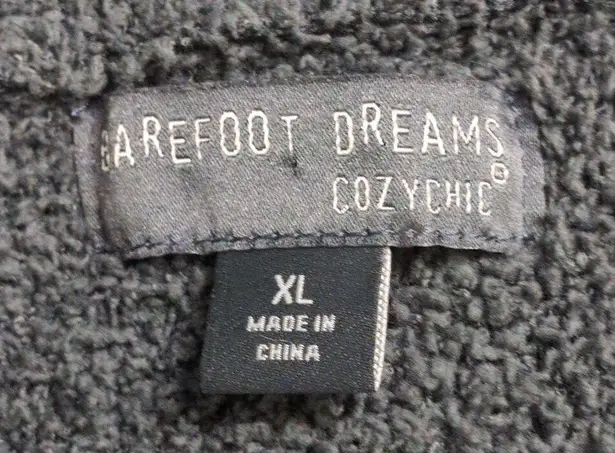 BAREFOOT DREAMS
COZYCHIC®
XL
MADE IN
CHINA